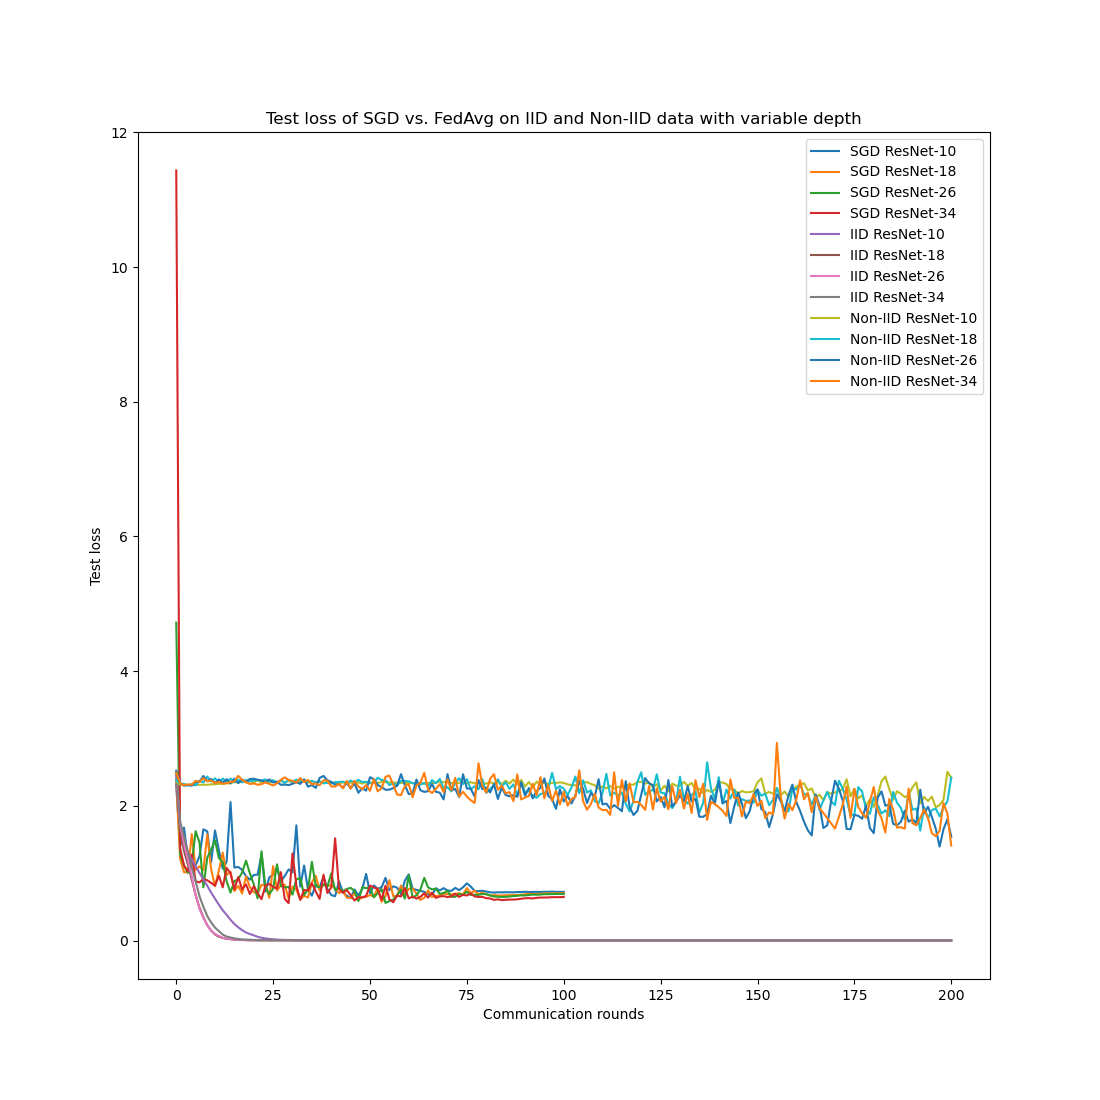 Test loss of SGD vs. FedAvg on IID and Non-IID data with variable depth
12
10
8
6
4
2
0
Test loss
SGD ResNet-10
SGD ResNet-18
SGD ResNet-26
SGD ResNet-34
IID ResNet-10
IID ResNet-18
IID ResNet-26
IID ResNet-34
Non-IID ResNet-10
Non-IID ResNet-18
Non-IID ResNet-26
Non-IID ResNet-34
0 25 50 75 100 125 150 175 200
Communication rounds